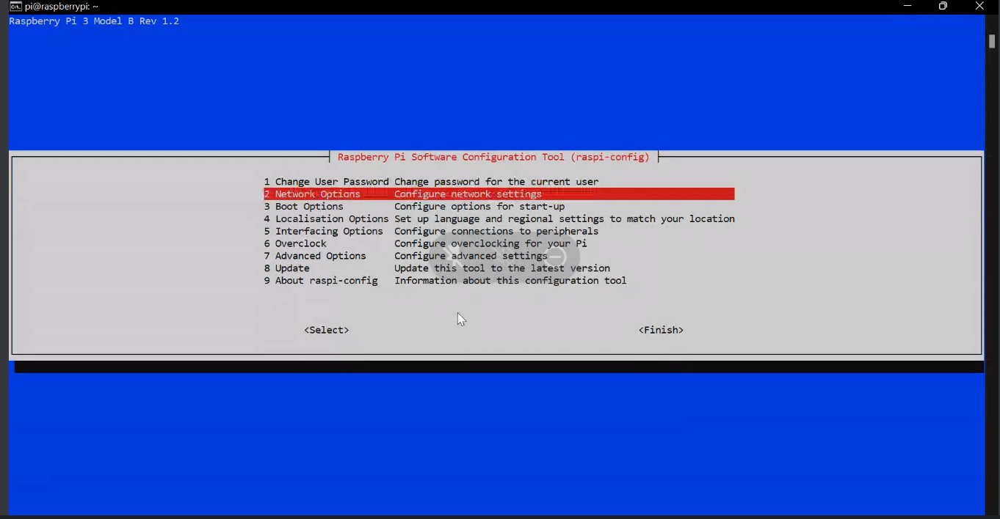 pi@raspberrypi: ~
Raspberry Pi 3 Model B Rev 1.2
Raspberry Pi Software Configuration Tool (raspi-config)
1 Change User Password Change password for the current user
2 Network Options Configure network settings
3 Boot Options Configure options for start-up
4 Localisation Options Set up language and regional settings to match your location
5 Interfacing Options Configure connections to peripherals
6 Overclock Configure overclocking for your Pi
7 Advanced Options Configure advanced settings
8 Update Update this tool to the latest version
9 About raspi-config Information about this configuration tool
<Select> <Finish>